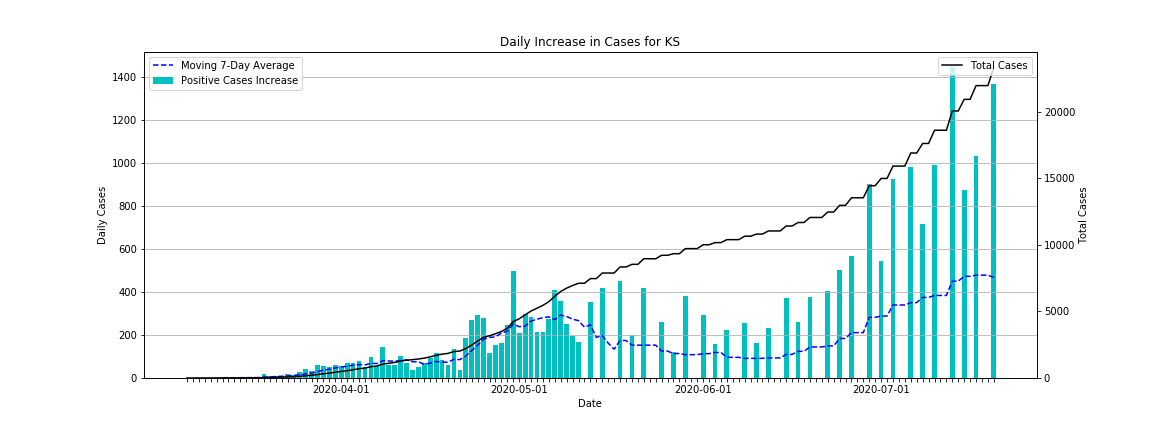 Daily Increase in Cases for KS
Moving 7-Day Average
Positive Cases Increase
Total Cases
1400
1200
1000
800
600
400
200
0
Daily Cases
20000
15000
10000
5000
0
Total Cases
2020-04-01
2020-05-01
2020-06-01
2020-07-01
Date